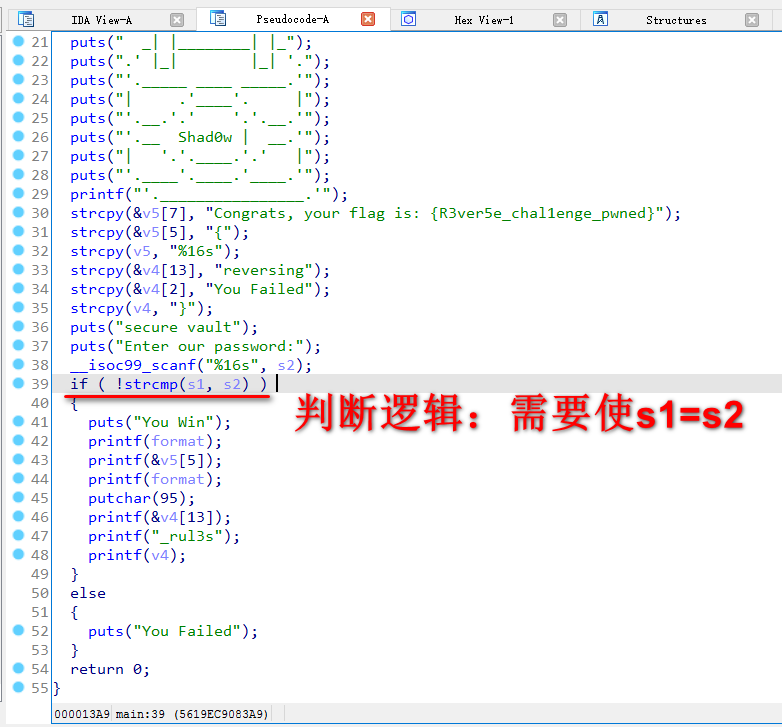 IDA View-A Pseudocode-A Hex View-1 Structures
21 puts("  _| |________| |_");
22 puts(".' |_|        |_| '.");
23 puts("'._____ ____ _____.'");
24 puts("|     .'____'.     |");
25 puts("'.__.'.'    '.'.__.'");
26 puts("'.__  Shad0w |  __.'");
27 puts("|   '.'.____.'.'   |");
28 puts("'.____'.____.'____.'");
29 printf("'.________________.'");
30 strcpy(&v5[7], "Congrats, your flag is: {R3ver5e_chal1enge_pwned}");
31 strcpy(&v5[5], "{");
32 strcpy(v5, "%16s");
33 strcpy(&v4[13], "reversing");
34 strcpy(&v4[2], "You Failed");
35 strcpy(v4, "}");
36 puts("secure vault");
37 puts("Enter our password:");
38 __isoc99_scanf("%16s", s2);
39 if ( !strcmp(s1, s2) )
判断逻辑：需要使s1=s2
40 {
41 puts("You Win");
42 printf(format);
43 printf(&v5[5]);
44 printf(format);
45 putchar(95);
46 printf(&v4[13]);
47 printf("_rul3s");
48 printf(v4);
49 }
50 else
51 {
52 puts("You Failed");
53 }
54 return 0;
55 }
000013A9 main:39 (5619EC9083A9)